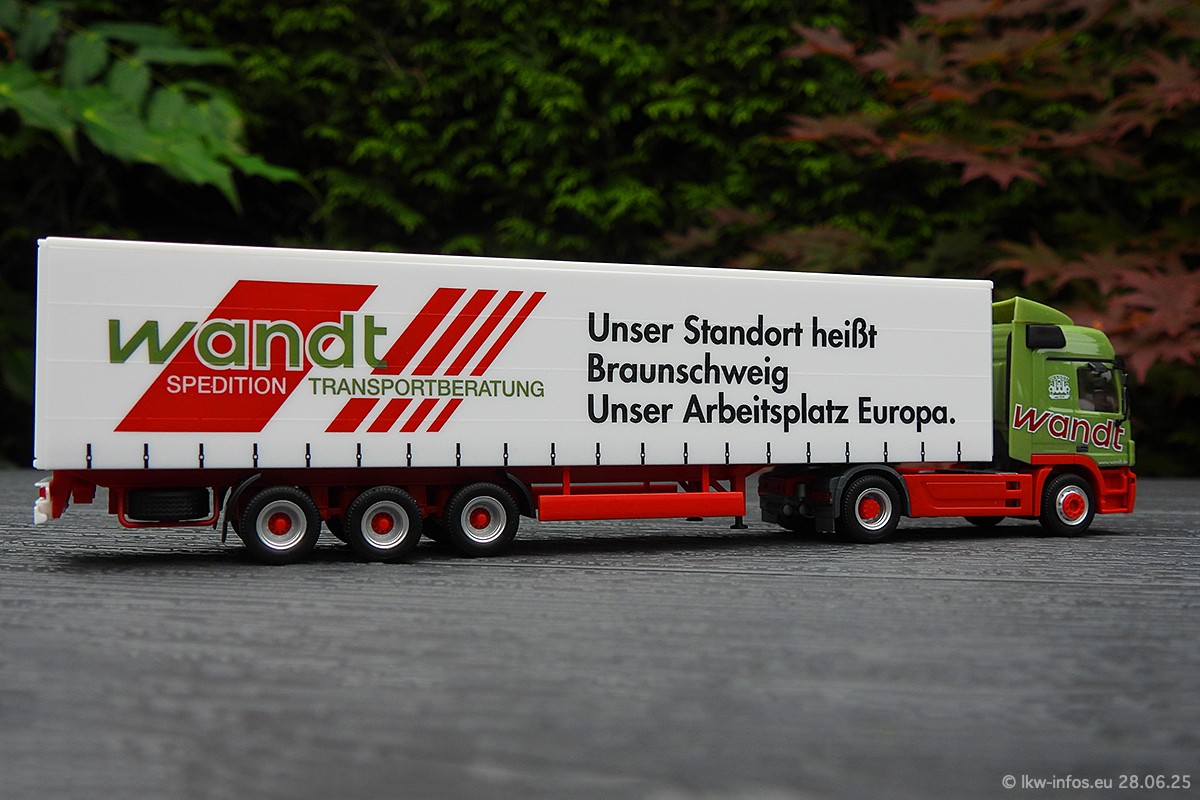 wandt
SPEDITION TRANSPORTBERATUNG
Unser Standort heißt
Braunschweig
Unser Arbeitsplatz Europa.
wandt
© lkw-infos.eu 28.06.25